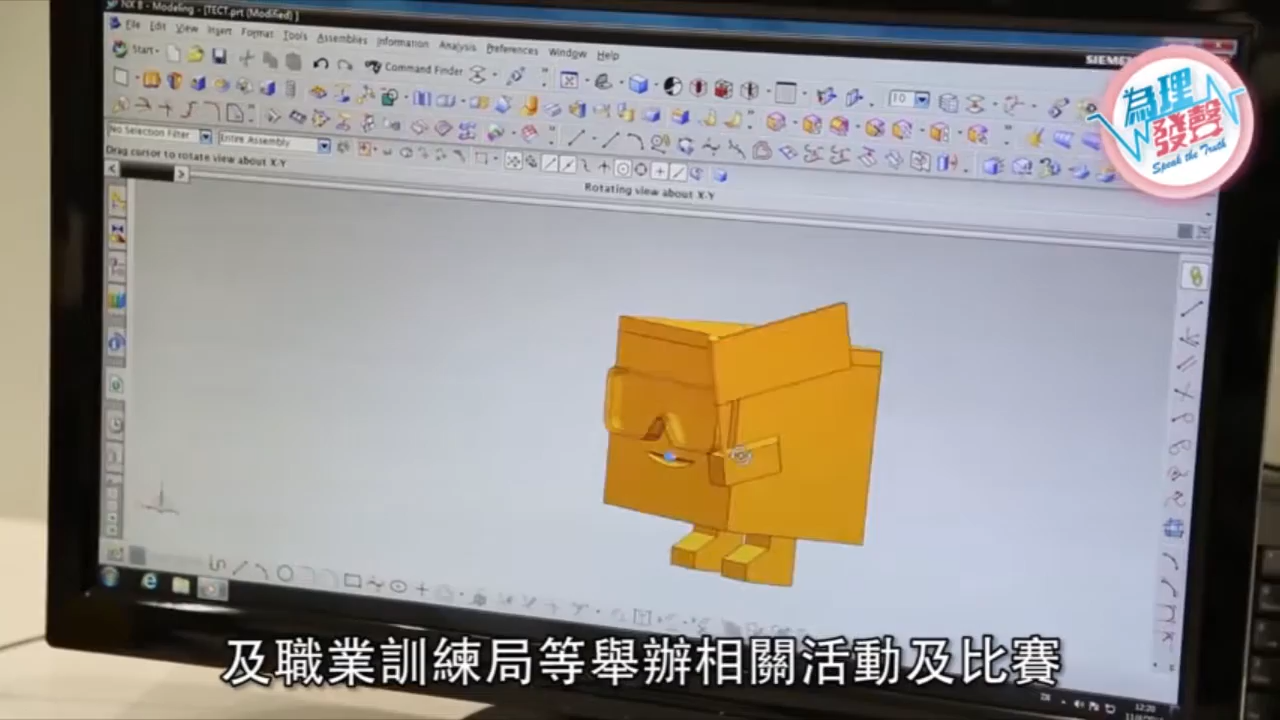 NX 8 - Modeling - [TECT.prt (Modified) ]
File Edit View Insert Format Tools Assemblies Information Analysis Preferences Window Help
Start
Command Finder
10
No Selection Filter
Entire Assembly
Drag cursor to rotate view about X-Y
Rotating view about X-Y
為理
發聲
Speak the Truth
12:20
及職業訓練局等舉辦相關活動及比賽